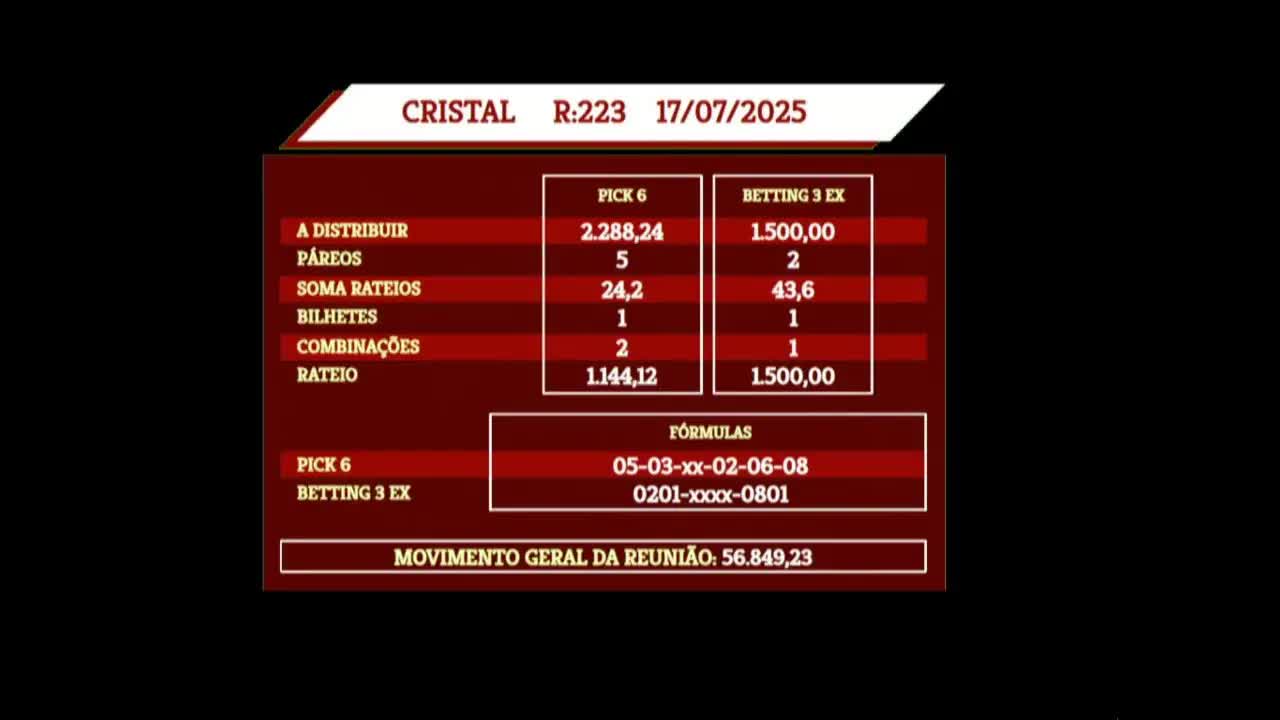 CRISTAL R:223 17/07/2025
PICK 6 BETTING 3 EX
A DISTRIBUIR 2.288,24 1.500,00
PÁREOS 5 2
SOMA RATEIOS 24,2 43,6
BILHETES 1 1
COMBINAÇÕES 2 1
RATEIO 1.144,12 1.500,00
FÓRMULAS
PICK 6 05-03-xx-02-06-08
BETTING 3 EX 0201-xxxx-0801
MOVIMENTO GERAL DA REUNIÃO: 56.849,23